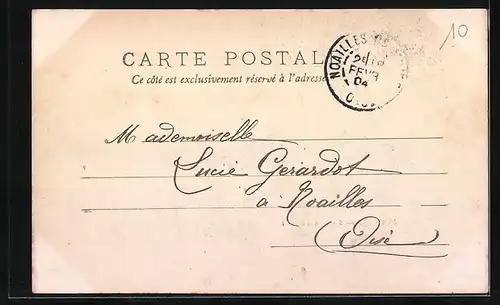 10
CARTE POSTALE
Ce côté est exclusivement réservé à l'adresse
NOAILLES
FEVR
04
Mademoiselle
Lucie Gerardot
à Noailles
(Oise)